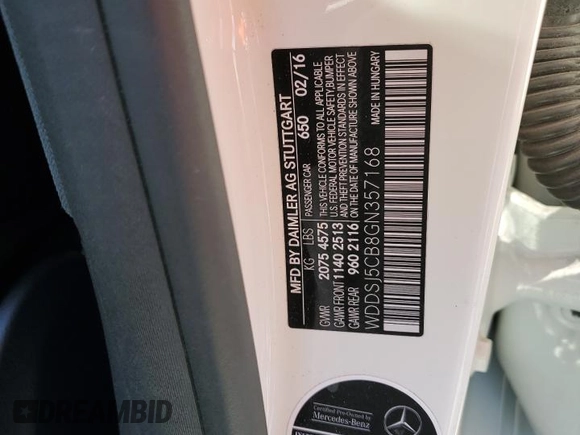 MFD BY DAIMLER AG STUTTGART
KG LBS PASSENGER CAR 650 02/16
GVWR 2075 4575 THIS VEHICLE CONFORMS TO ALL APPLICABLE
GAWR FRONT 1140 2513 U.S. FEDERAL MOTOR VEHICLE SAFETY,BUMPER
AND THEFT PREVENTION STANDARDS IN EFFECT
GAWR REAR 960 2116 ON THE DATE OF MANUFACTURE SHOWN ABOVE
MADE IN HUNGARY
WDDSJ5CB8GN357168
Certified Pre-Owned by
Mercedes-Benz
DREAMBID